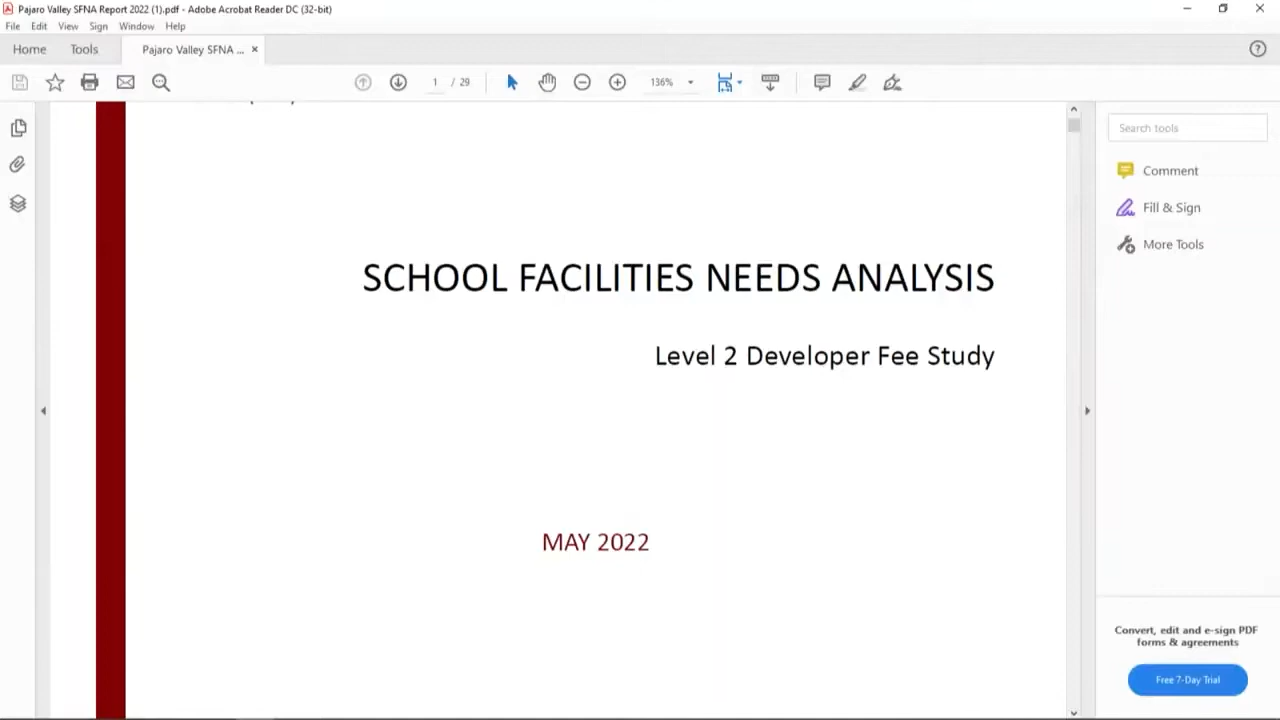 Pajaro Valley SFNA Report 2022 (1).pdf - Adobe Acrobat Reader DC (32-bit)
File Edit View Sign Window Help
Home Tools Pajaro Valley SFNA ... ×
1 / 29 136%
Search tools
Comment
Fill & Sign
More Tools
SCHOOL FACILITIES NEEDS ANALYSIS
Level 2 Developer Fee Study
MAY 2022
Convert, edit and e-sign PDF
forms & agreements
Free 7-Day Trial